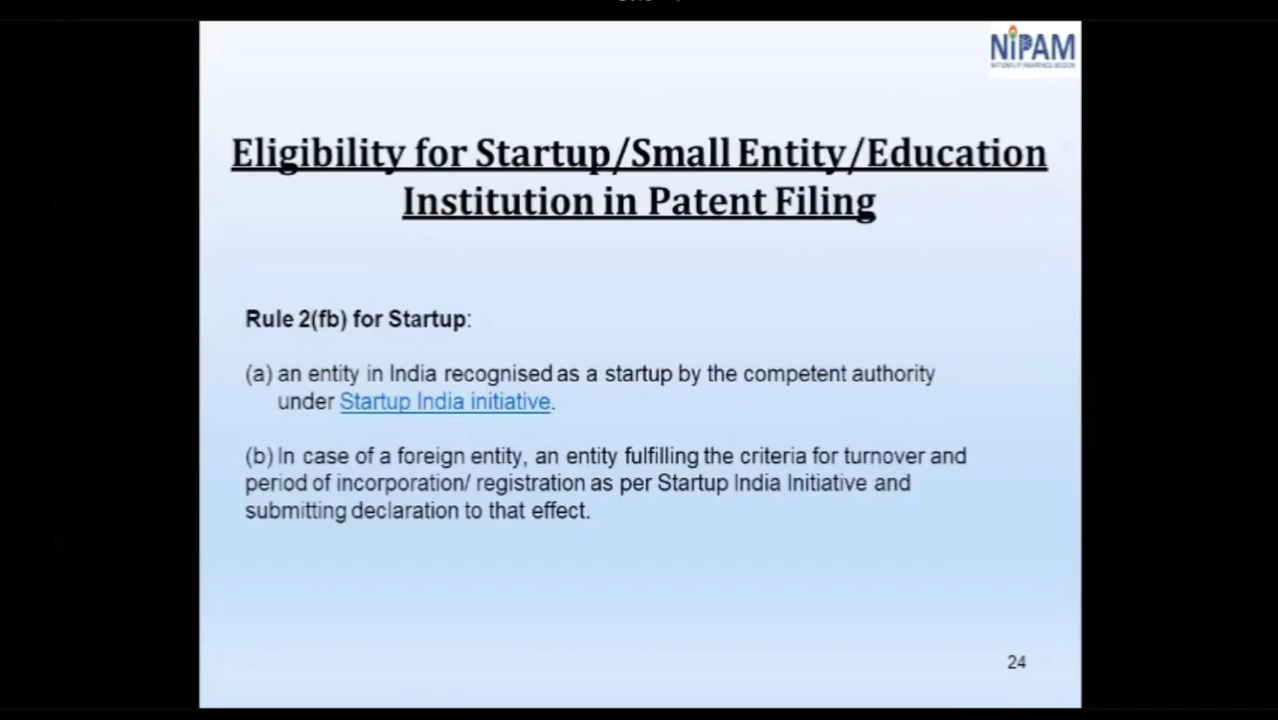 NiPAM
Eligibility for Startup/Small Entity/Education
Institution in Patent Filing
Rule 2(fb) for Startup:
(a) an entity in India recognised as a startup by the competent authority
under Startup India initiative.
(b) In case of a foreign entity, an entity fulfilling the criteria for turnover and
period of incorporation/ registration as per Startup India Initiative and
submitting declaration to that effect.
24